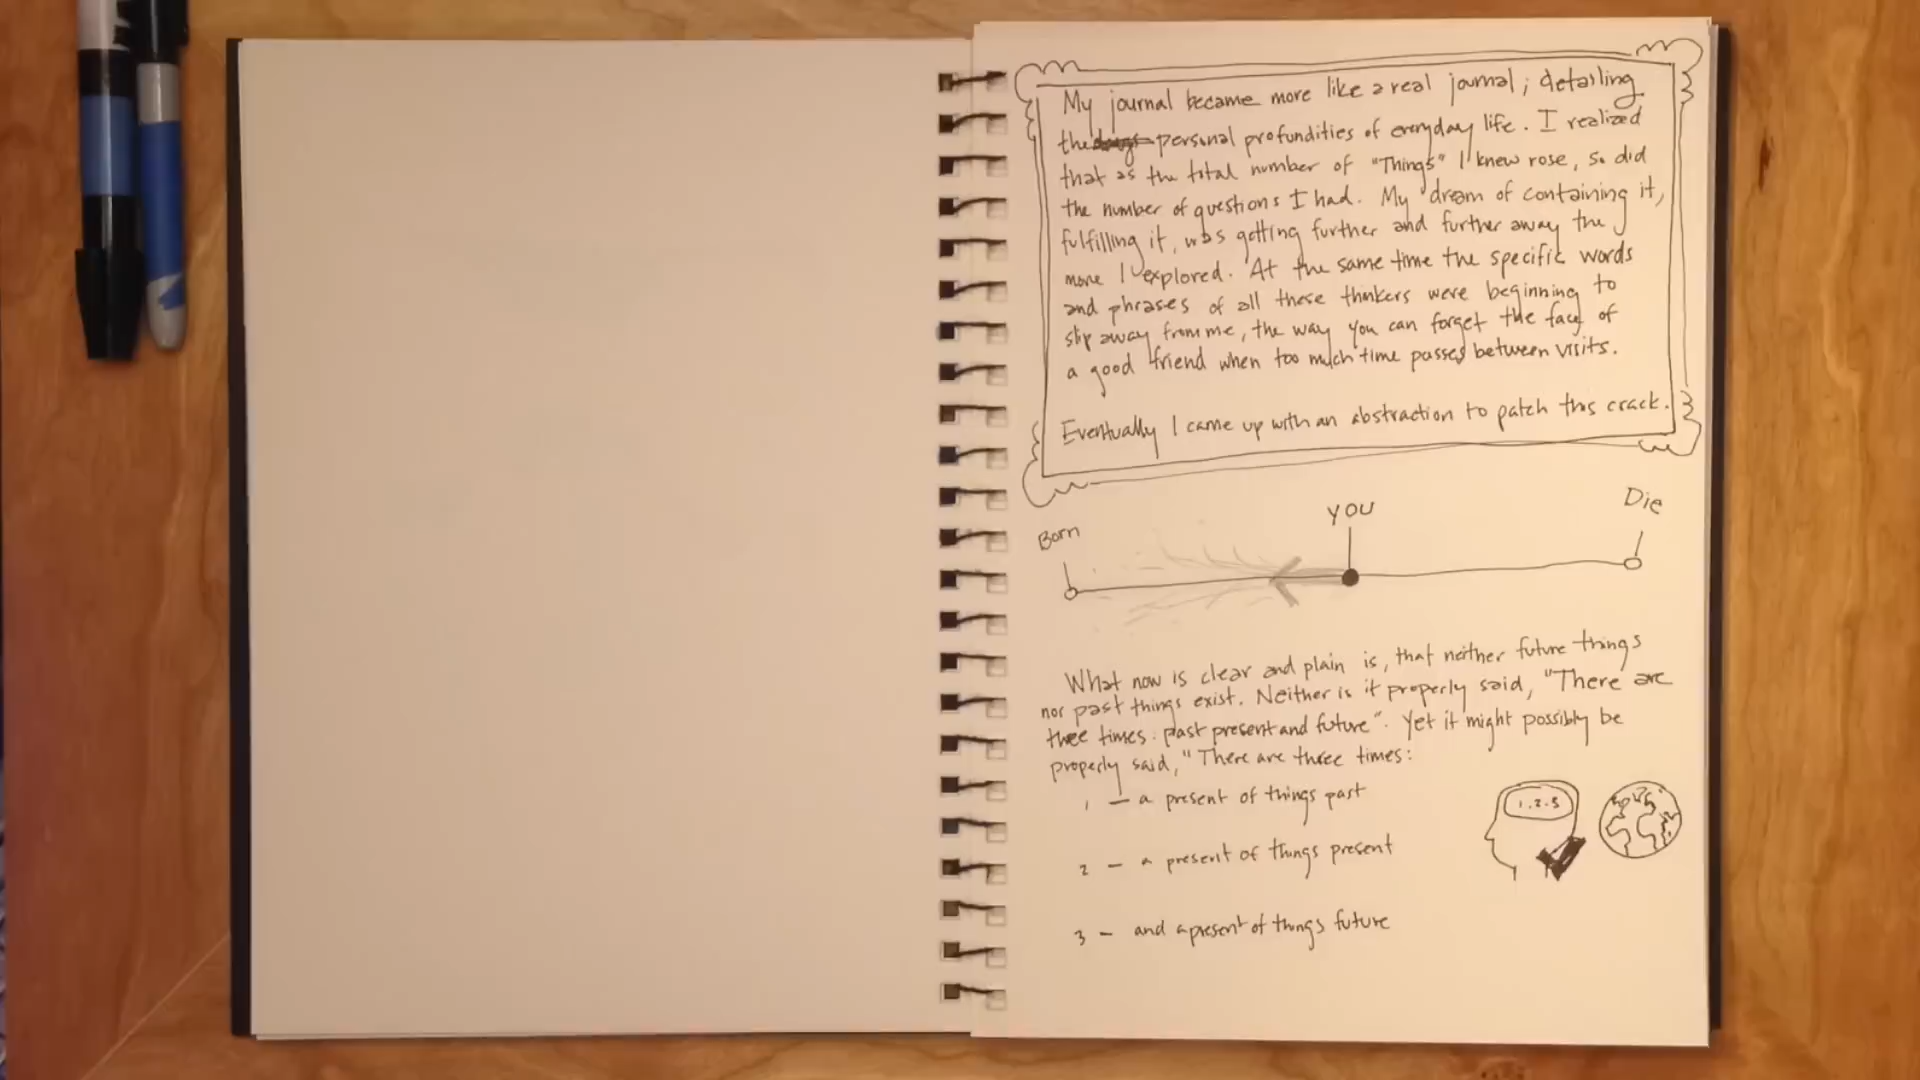 My journal became more like a real journal; detailing
the personal profundities of everyday life. I realized
that as the total number of "Things" I knew rose, so did
the number of questions I had. My dream of containing it,
fulfilling it, was getting further and further away the
more I explored. At the same time the specific words
and phrases of all these thinkers were beginning to
slip away from me, the way you can forget the face of
a good friend when too much time passes between visits.
Eventually I came up with an abstraction to patch this crack.
Born
YOU
Die
What now is clear and plain is, that neither future things
nor past things exist. Neither is it properly said, "There are
three times: past present and future". Yet it might possibly be
properly said, "There are three times:
1 — a present of things past
2 — a present of things present
3 — and a present of things future
1.2.3